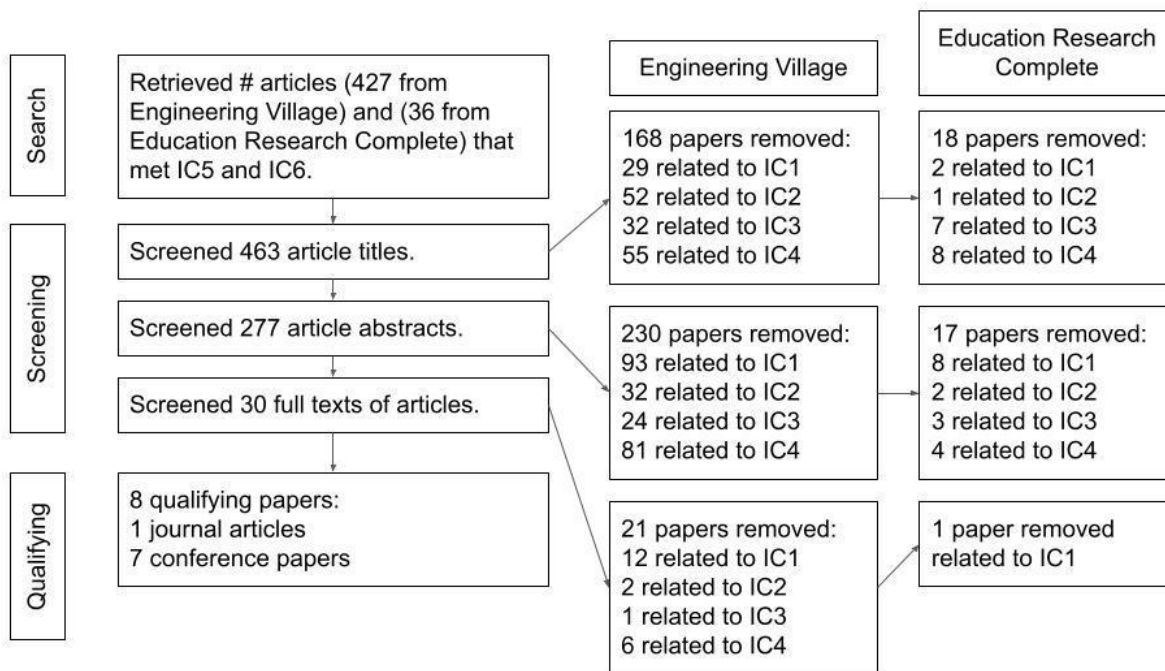 Search
Retrieved # articles (427 from
Engineering Village) and (36 from
Education Research Complete) that
met IC5 and IC6.
Engineering Village
Education Research
Complete
Screening
Screened 463 article titles.
168 papers removed:
29 related to IC1
52 related to IC2
32 related to IC3
55 related to IC4
18 papers removed:
2 related to IC1
1 related to IC2
7 related to IC3
8 related to IC4
Screened 277 article abstracts.
230 papers removed:
93 related to IC1
32 related to IC2
24 related to IC3
81 related to IC4
17 papers removed:
8 related to IC1
2 related to IC2
3 related to IC3
4 related to IC4
Screened 30 full texts of articles.
21 papers removed:
12 related to IC1
2 related to IC2
1 related to IC3
6 related to IC4
1 paper removed
related to IC1
Qualifying
8 qualifying papers:
1 journal articles
7 conference papers